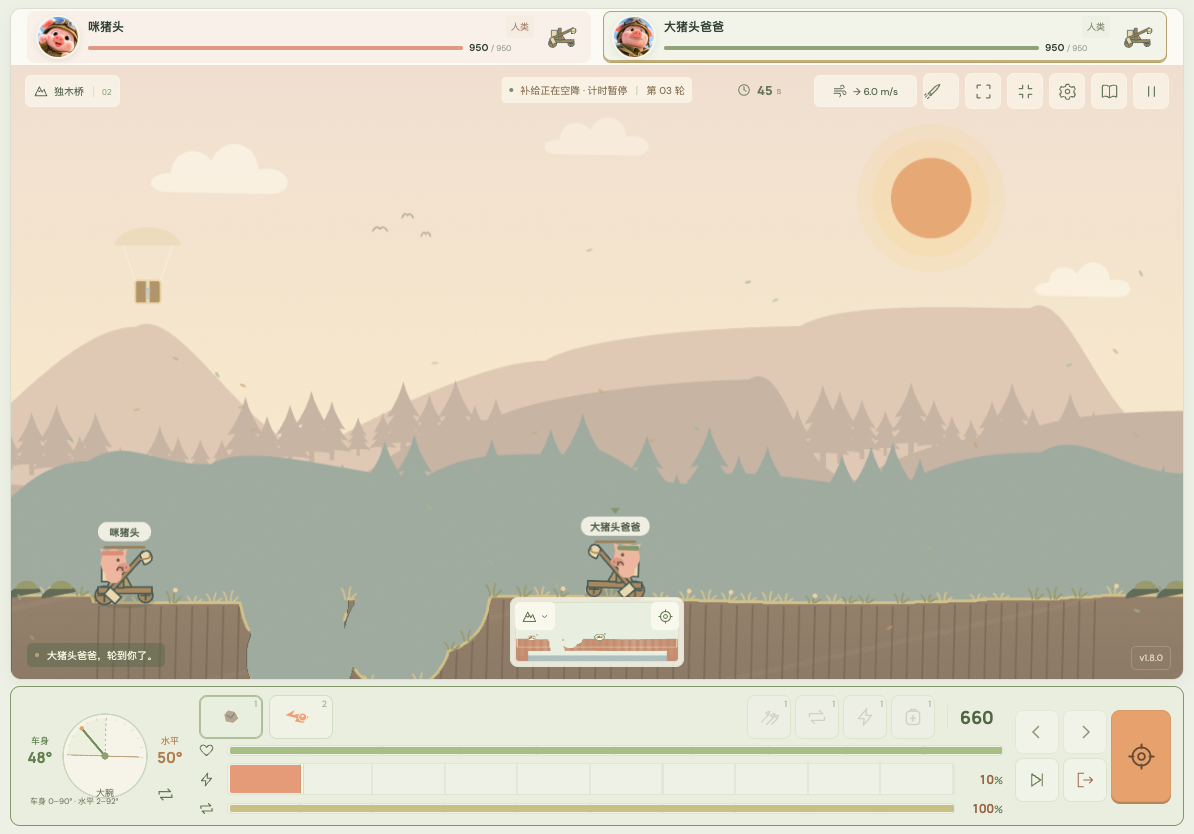 咪猪头
人类
950 / 950
大猪头爸爸
人类
950 / 950
独木桥 02
补给正在空降 · 计时暂停 第 03 轮
45 s
→ 6.0 m/s
咪猪头
大猪头爸爸
大猪头爸爸，轮到你了。
v1.8.0
车身
48°
水平
50°
大腕
车身 0–90° · 水平 2–92°
1
2
1
1
1
1
660
10%
100%